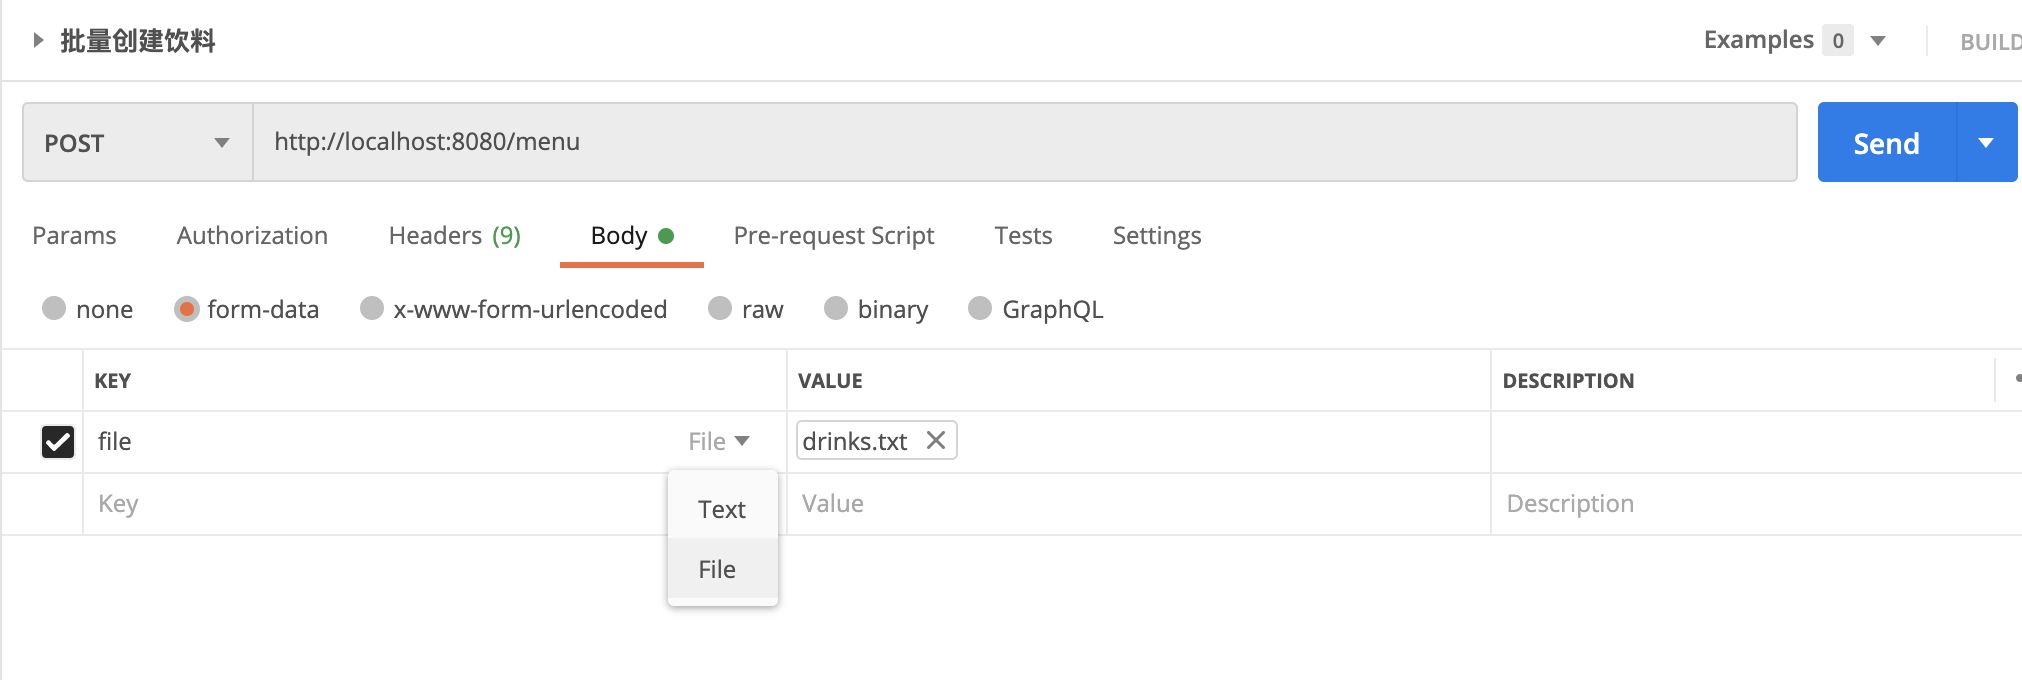 批量创建饮料 Examples 0 BUILD
POST http://localhost:8080/menu Send
Params Authorization Headers (9) Body Pre-request Script Tests Settings
none form-data x-www-form-urlencoded raw binary GraphQL
KEY VALUE DESCRIPTION
file File drinks.txt
Key Value Description
Text
File